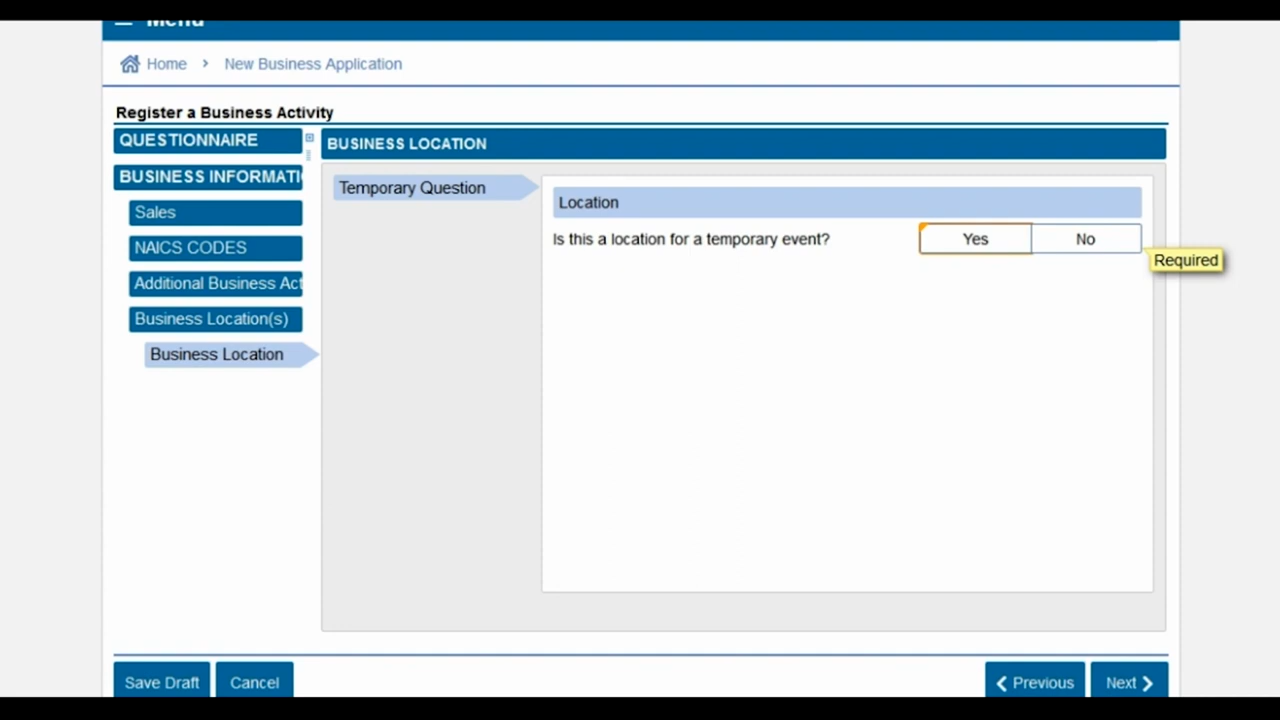 Menu
Home
New Business Application
Register a Business Activity
QUESTIONNAIRE
BUSINESS INFORMATI
Sales
NAICS CODES
Additional Business Act
Business Location(s)
Business Location
BUSINESS LOCATION
Temporary Question
Location
Is this a location for a temporary event?
Yes
No
Required
Save Draft
Cancel
Previous
Next